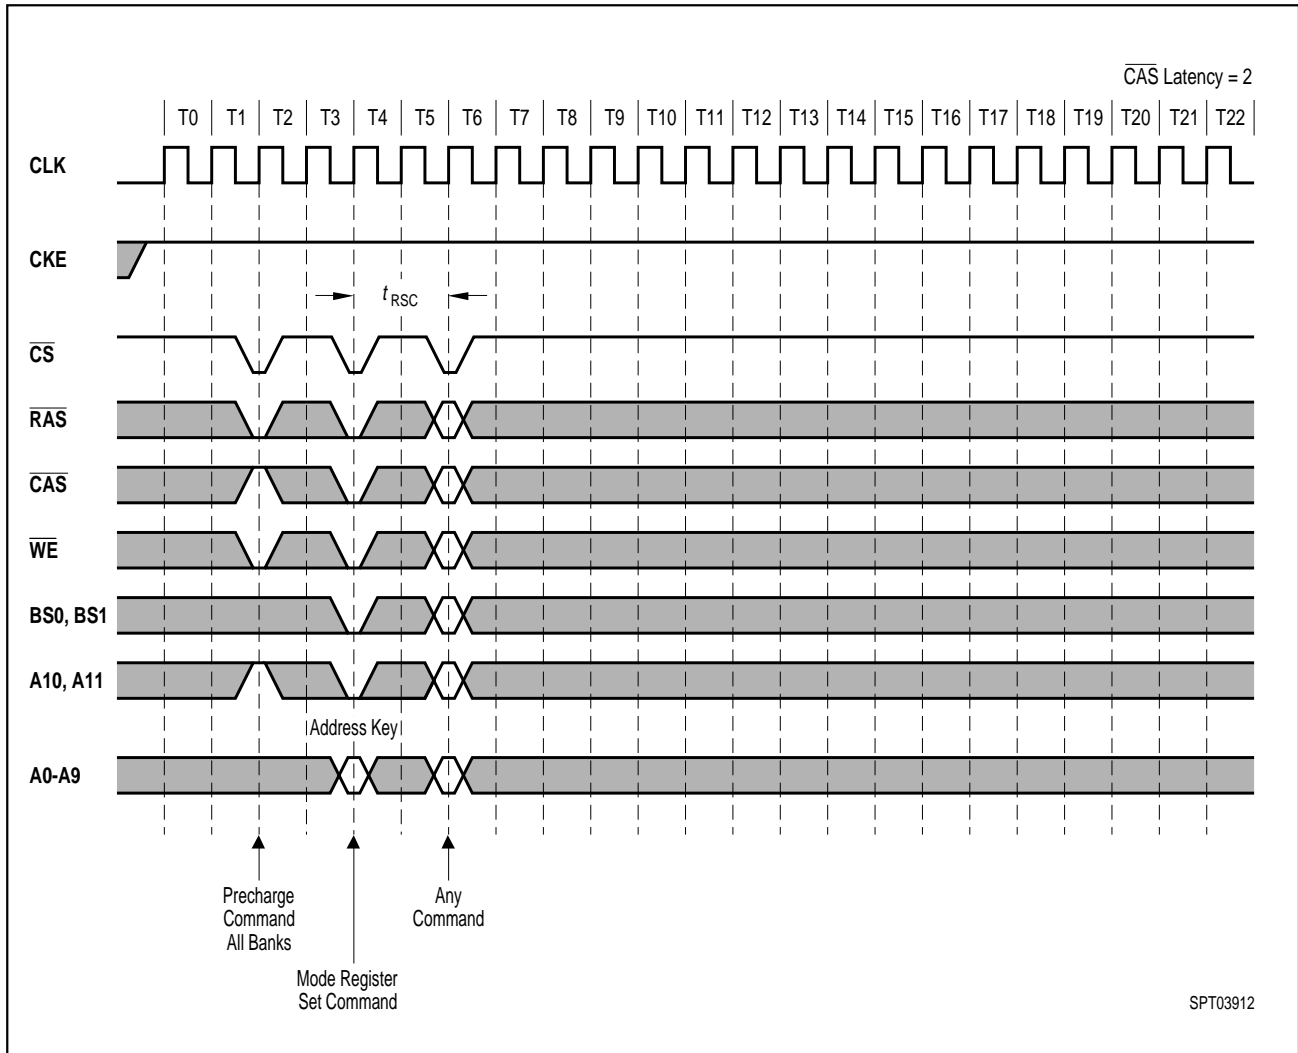 CAS Latency = 2
T0 T1 T2 T3 T4 T5 T6 T7 T8 T9 T10 T11 T12 T13 T14 T15 T16 T17 T18 T19 T20 T21 T22
CLK
CKE
t RSC
CS
RAS
CAS
WE
BS0, BS1
A10, A11
Address Key
A0-A9
Precharge
Command
All Banks
Any
Command
Mode Register
Set Command
SPT03912